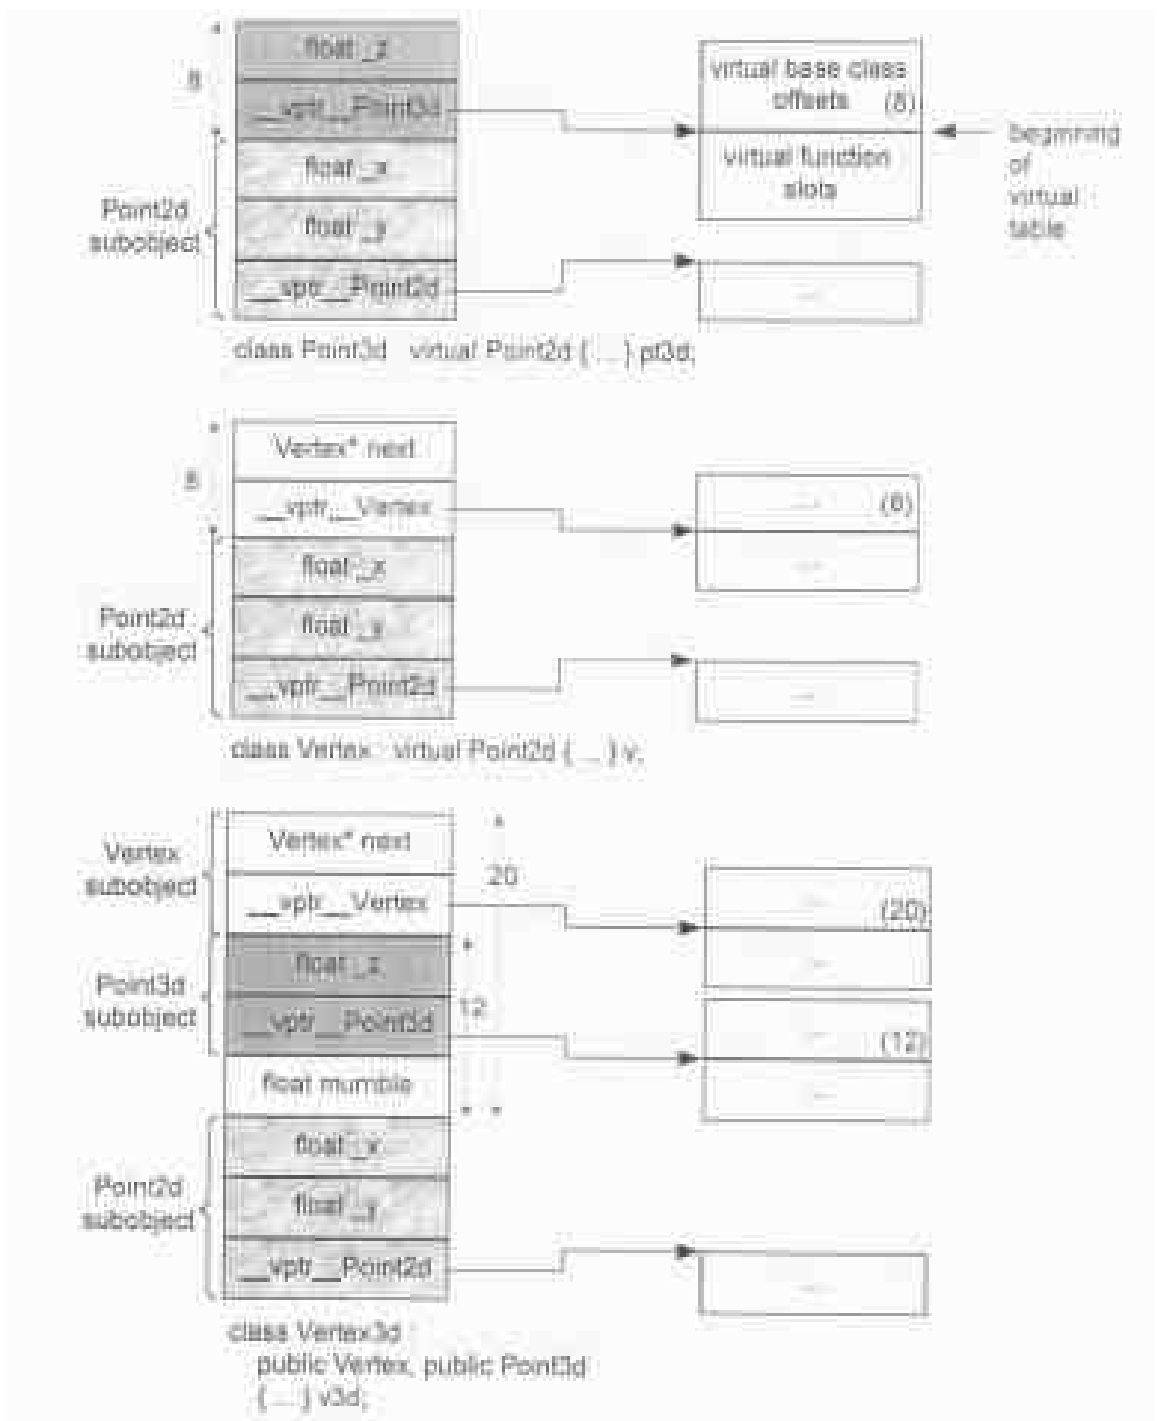 float _z
8
__vptr__Point3d
float _x
Point2d
subobject
float _y
__vptr__Point2d
virtual base class
offsets (8)
virtual function
slots
beginning
of
virtual
table
...
class Point3d : virtual Point2d { ... } pt3d;
Vertex* next
8
__vptr__Vertex
float _x
Point2d
subobject
float _y
__vptr__Point2d
... (8)
...
...
class Vertex : virtual Point2d { ... } v;
Vertex
subobject
Vertex* next
20
__vptr__Vertex
... (20)
...
Point3d
subobject
float _z
12
__vptr__Point3d
... (12)
...
float mumble
Point2d
subobject
float _x
float _y
__vptr__Point2d
...
class Vertex3d :
public Vertex, public Point3d
{ ... } v3d;